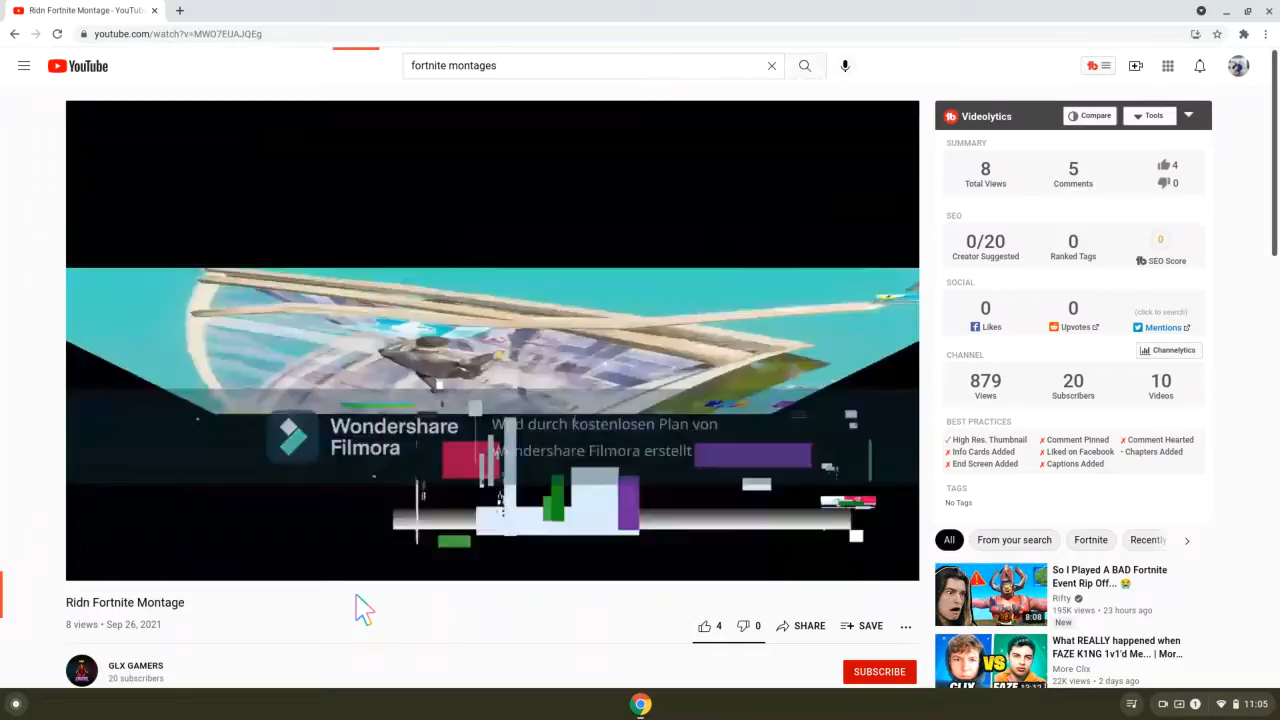 Ridn Fortnite Montage - YouTub
youtube.com/watch?v=MWO7EUAJQEg
YouTube
fortnite montages
Wondershare
Filmora
Wird durch kostenlosen Plan von
Wondershare Filmora erstellt
Ridn Fortnite Montage
8 views • Sep 26, 2021
4
0
SHARE
SAVE
GLX GAMERS
20 subscribers
SUBSCRIBE
Videolytics
Compare
Tools
SUMMARY
8
Total Views
5
Comments
4
0
SEO
0/20
Creator Suggested
0
Ranked Tags
0
SEO Score
SOCIAL
0
Likes
0
Upvotes
(click to search)
Mentions
CHANNEL
Channelytics
879
Views
20
Subscribers
10
Videos
BEST PRACTICES
✓ High Res. Thumbnail
✗ Comment Pinned
✗ Comment Hearted
✗ Info Cards Added
✗ Liked on Facebook
- Chapters Added
✗ End Screen Added
✗ Captions Added
TAGS
No Tags
All
From your search
Fortnite
Recently
So I Played A BAD Fortnite
Event Rip Off... 😭
Rifty
195K views • 23 hours ago
New
8:08
What REALLY happened when
FAZE K1NG 1v1'd Me... | Mor...
More Clix
22K views • 2 days ago
VS
11:05